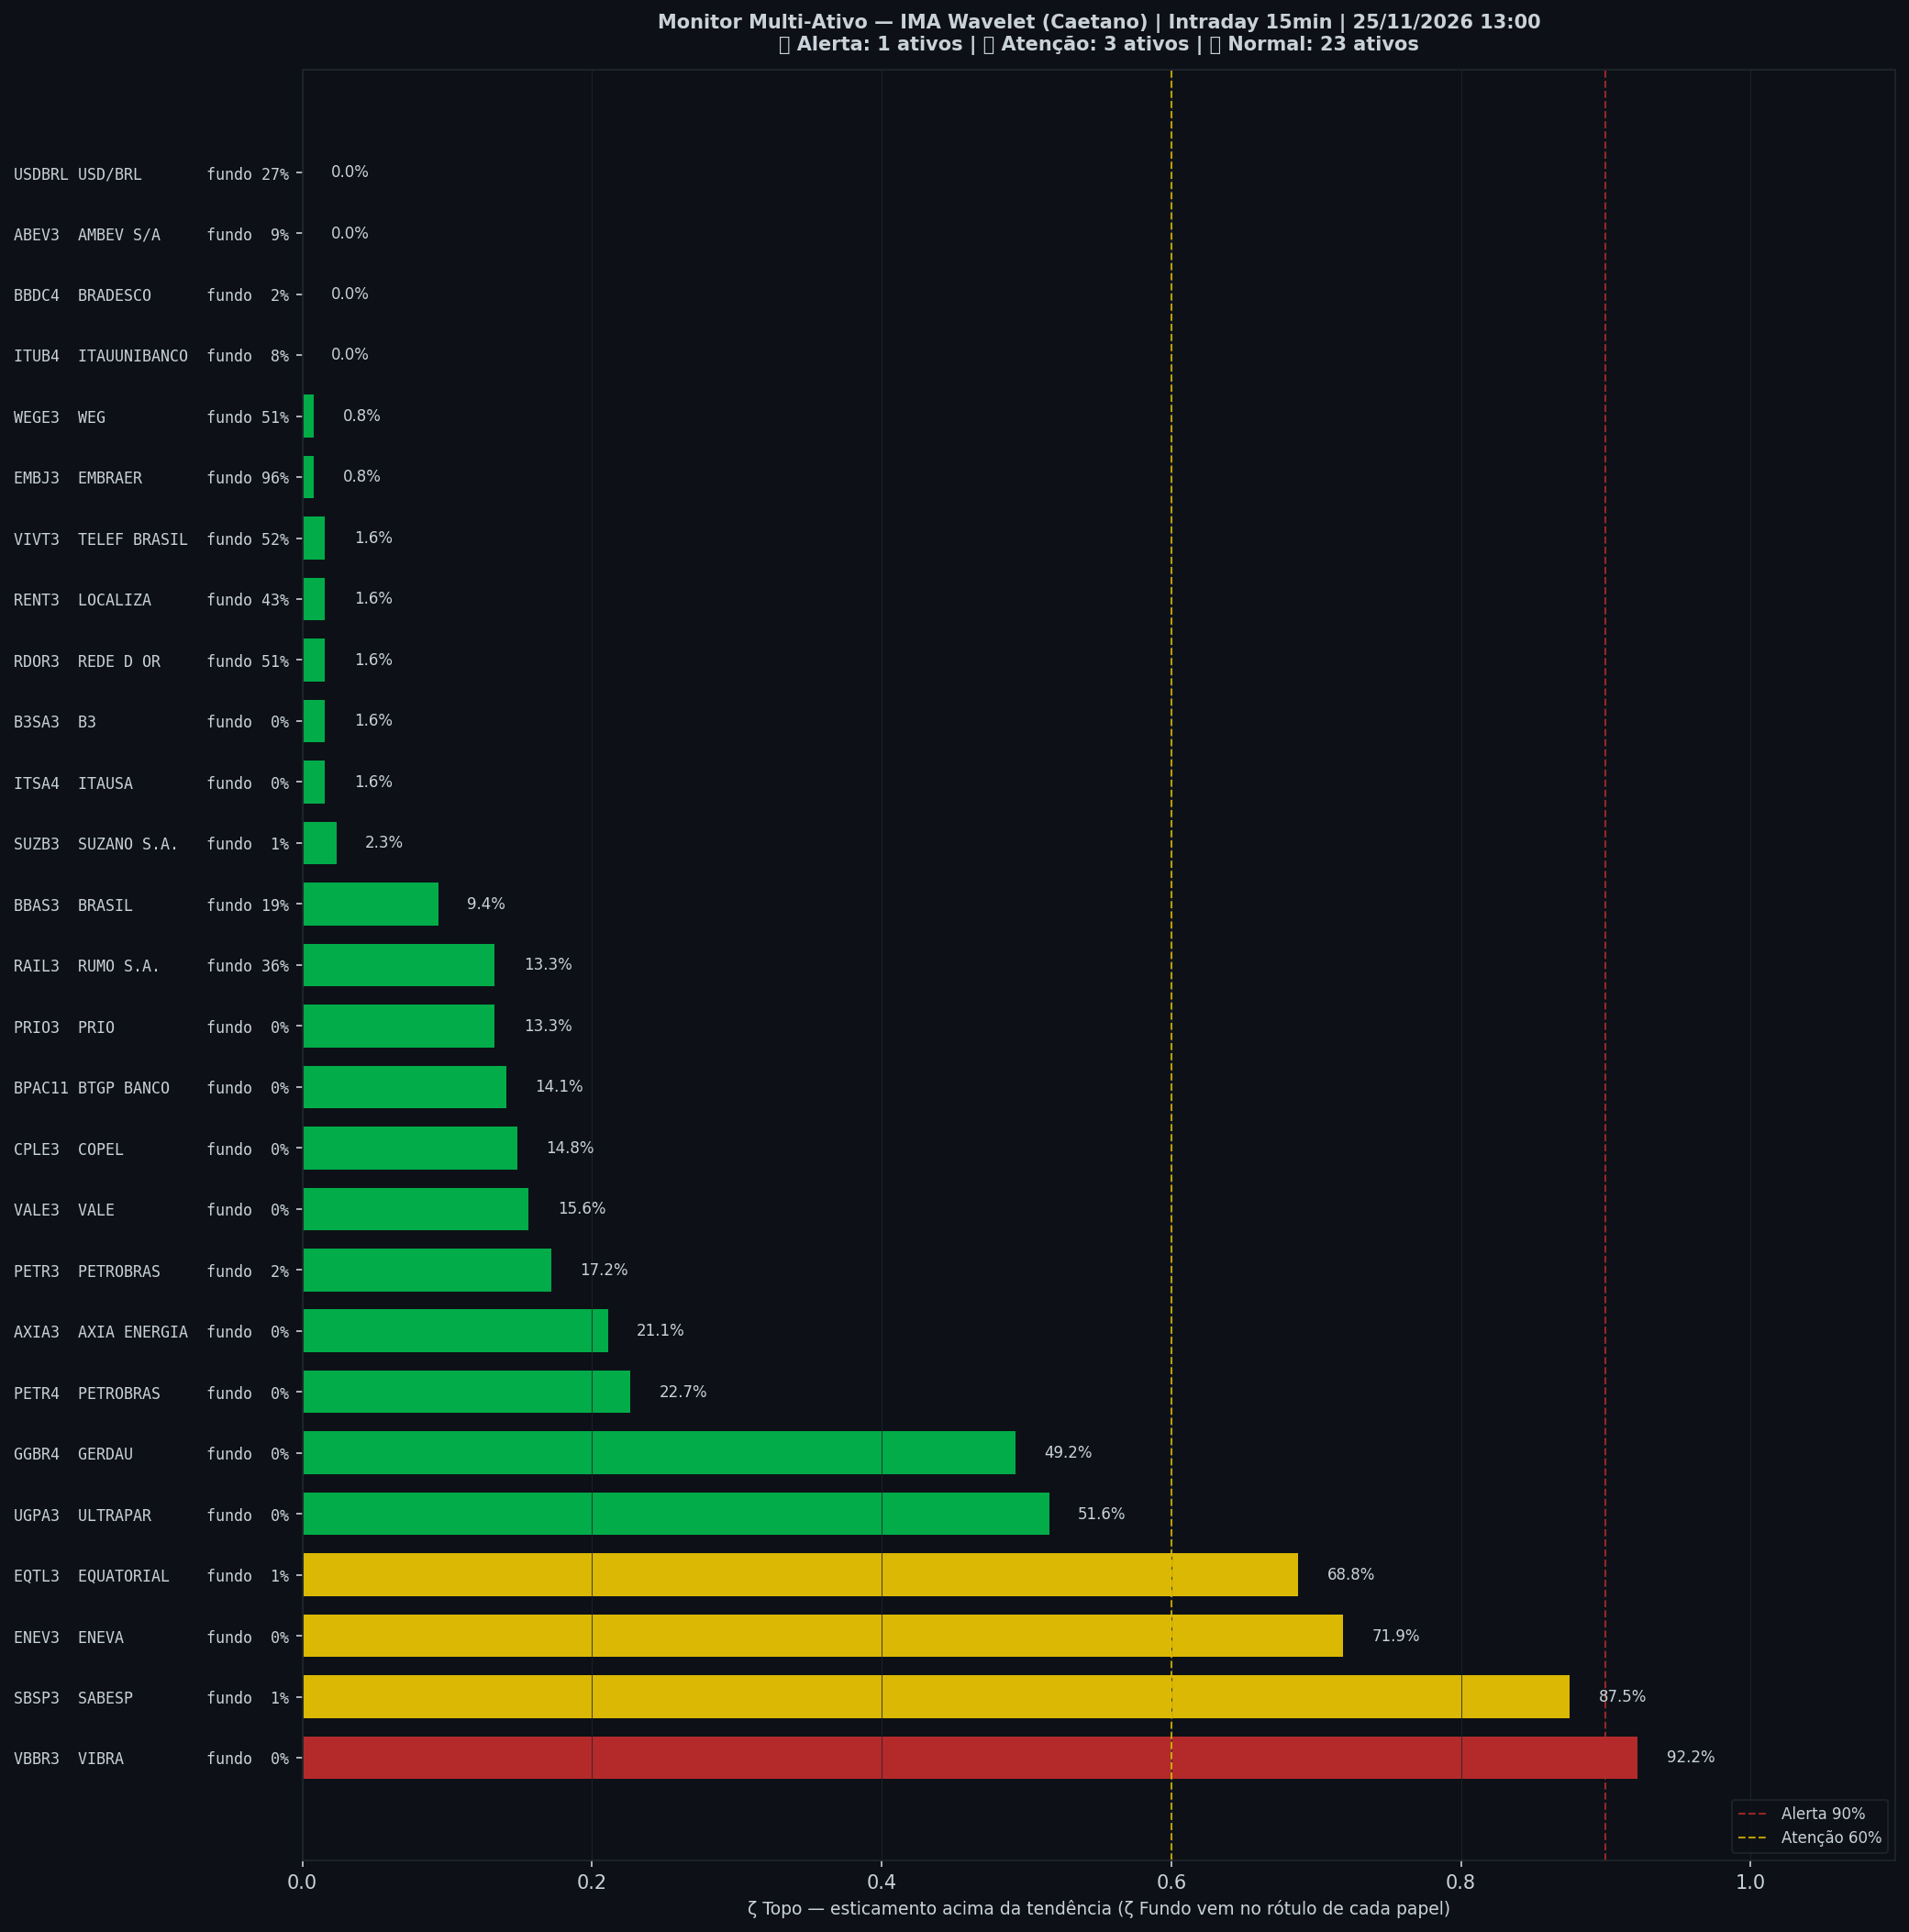 Monitor Multi-Ativo — IMA Wavelet (Caetano) | Intraday 15min | 25/11/2026 13:00
Alerta: 1 ativos | Atenção: 3 ativos | Normal: 23 ativos
USDBRL USD/BRL fundo 27% 0.0%
ABEV3 AMBEV S/A fundo 9% 0.0%
BBDC4 BRADESCO fundo 2% 0.0%
ITUB4 ITAUUNIBANCO fundo 8% 0.0%
WEGE3 WEG fundo 51% 0.8%
EMBJ3 EMBRAER fundo 96% 0.8%
VIVT3 TELEF BRASIL fundo 52% 1.6%
RENT3 LOCALIZA fundo 43% 1.6%
RDOR3 REDE D OR fundo 51% 1.6%
B3SA3 B3 fundo 0% 1.6%
ITSA4 ITAUSA fundo 0% 1.6%
SUZB3 SUZANO S.A. fundo 1% 2.3%
BBAS3 BRASIL fundo 19% 9.4%
RAIL3 RUMO S.A. fundo 36% 13.3%
PRIO3 PRIO fundo 0% 13.3%
BPAC11 BTGP BANCO fundo 0% 14.1%
CPLE3 COPEL fundo 0% 14.8%
VALE3 VALE fundo 0% 15.6%
PETR3 PETROBRAS fundo 2% 17.2%
AXIA3 AXIA ENERGIA fundo 0% 21.1%
PETR4 PETROBRAS fundo 0% 22.7%
GGBR4 GERDAU fundo 0% 49.2%
UGPA3 ULTRAPAR fundo 0% 51.6%
EQTL3 EQUATORIAL fundo 1% 68.8%
ENEV3 ENEVA fundo 0% 71.9%
SBSP3 SABESP fundo 1% 87.5%
VBBR3 VIBRA fundo 0% 92.2%
Alerta 90%
Atenção 60%
0.0 0.2 0.4 0.6 0.8 1.0
ζ Topo — esticamento acima da tendência (ζ Fundo vem no rótulo de cada papel)